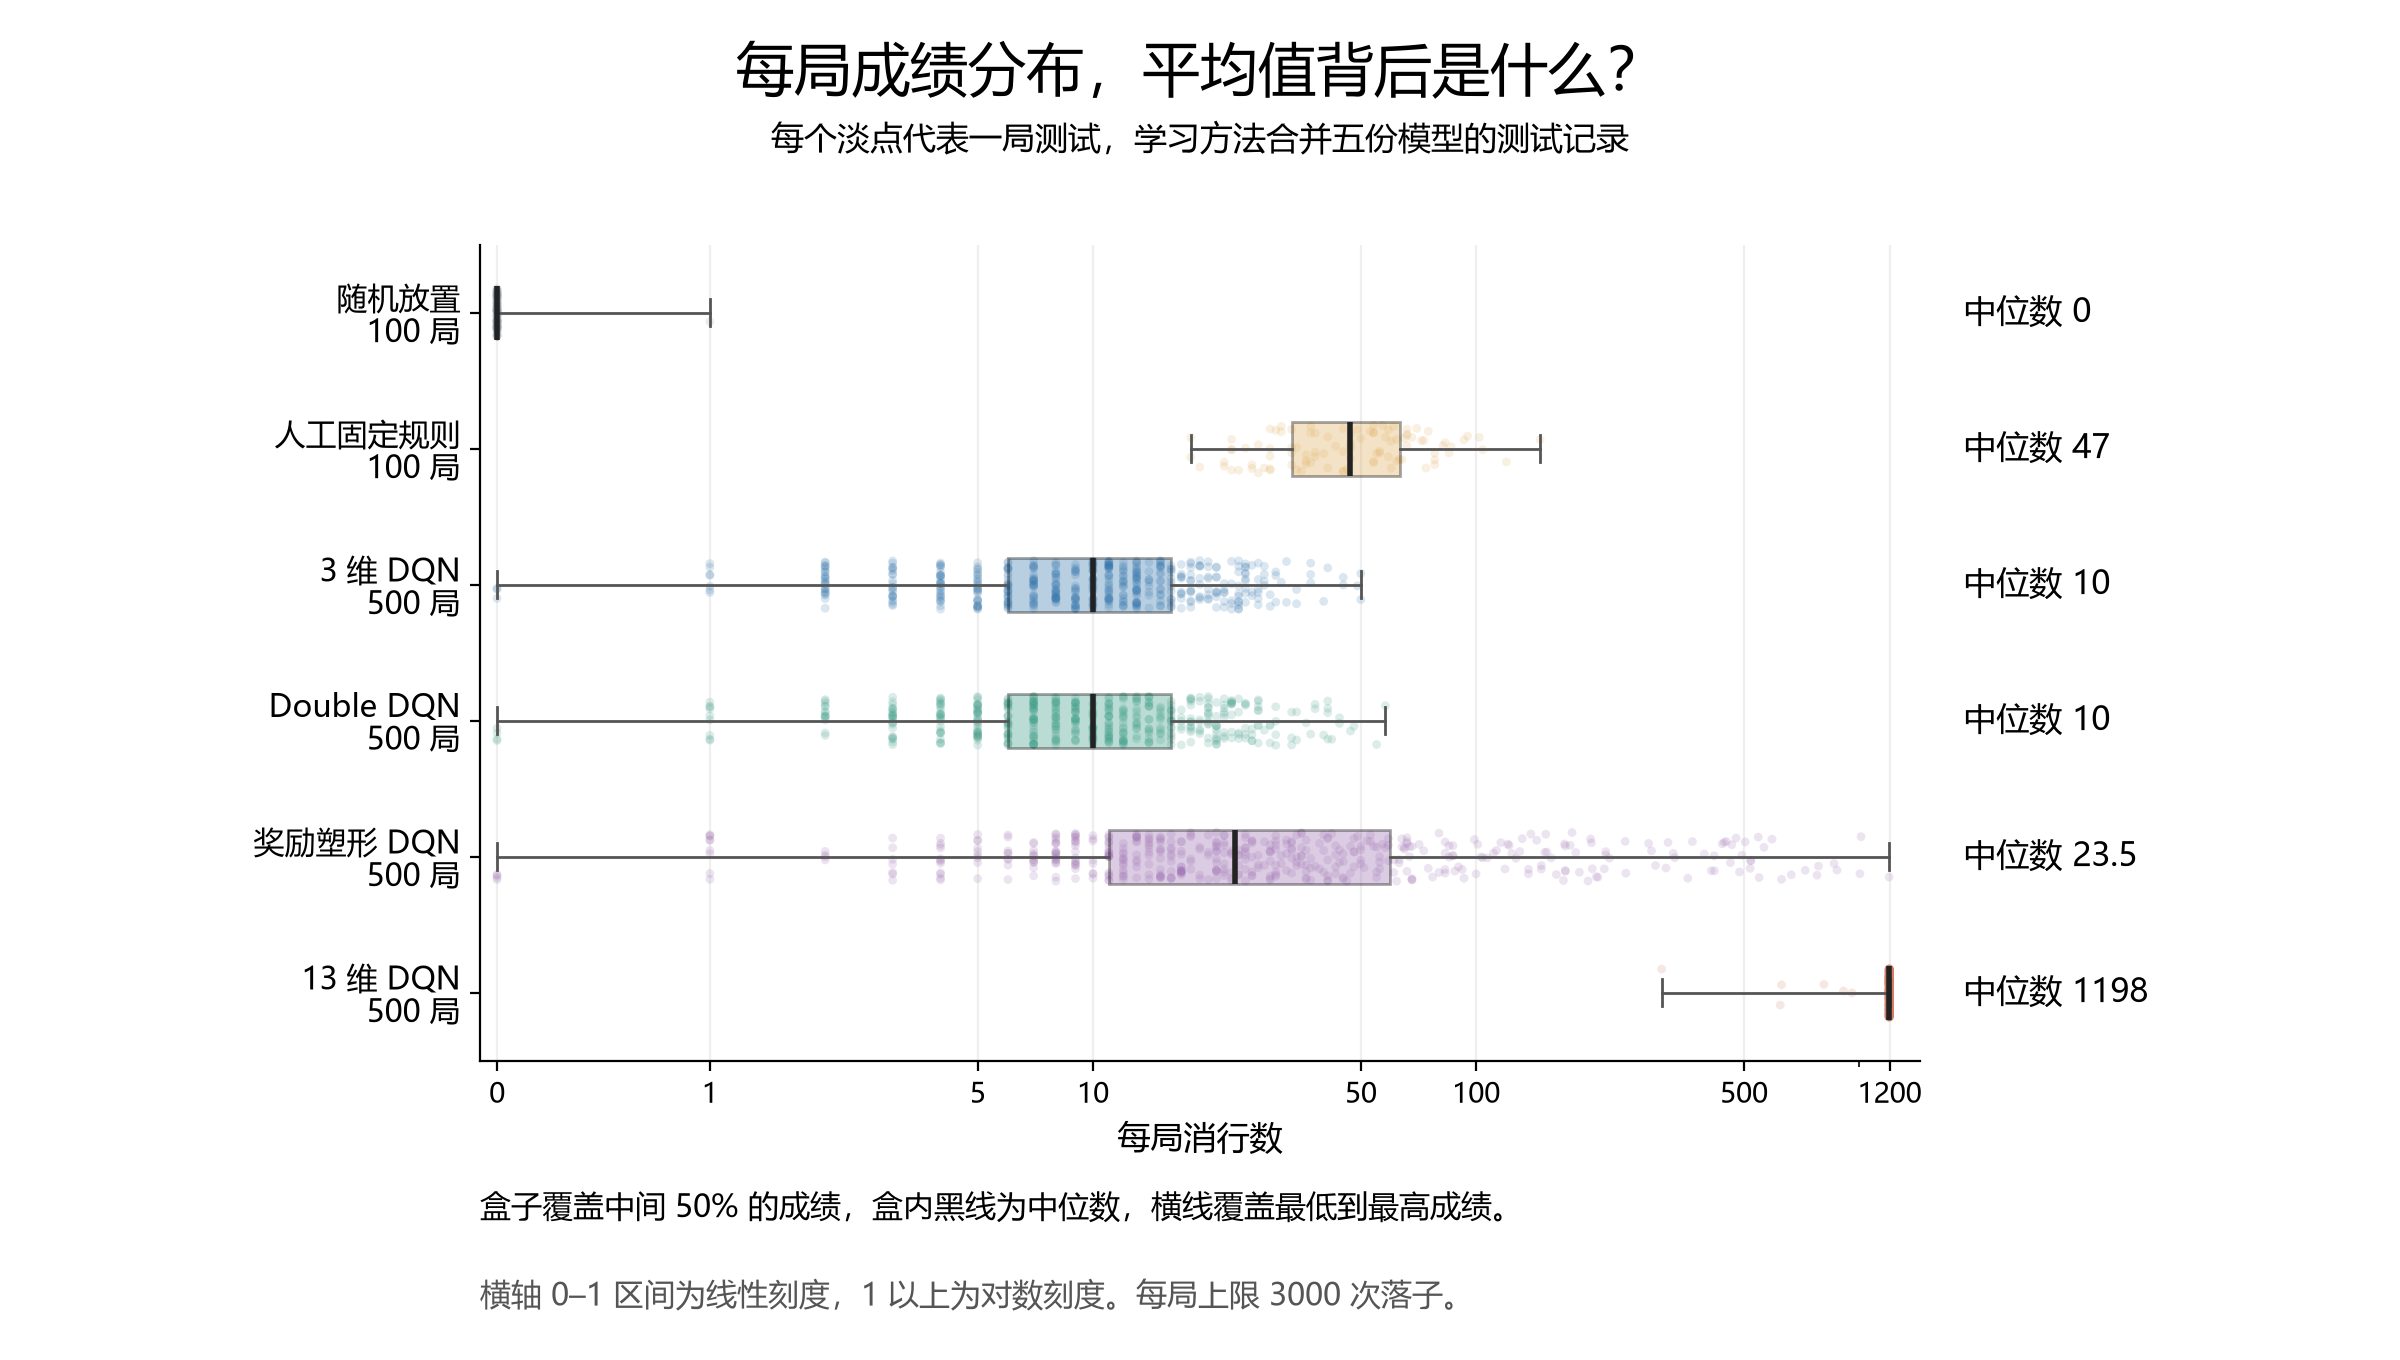 每局成绩分布，平均值背后是什么？
每个淡点代表一局测试，学习方法合并五份模型的测试记录
随机放置
100 局
中位数 0
人工固定规则
100 局
中位数 47
3 维 DQN
500 局
中位数 10
Double DQN
500 局
中位数 10
奖励塑形 DQN
500 局
中位数 23.5
13 维 DQN
500 局
中位数 1198
0 1 5 10 50 100 500 1200
每局消行数
盒子覆盖中间 50% 的成绩，盒内黑线为中位数，横线覆盖最低到最高成绩。
横轴 0–1 区间为线性刻度，1 以上为对数刻度。每局上限 3000 次落子。